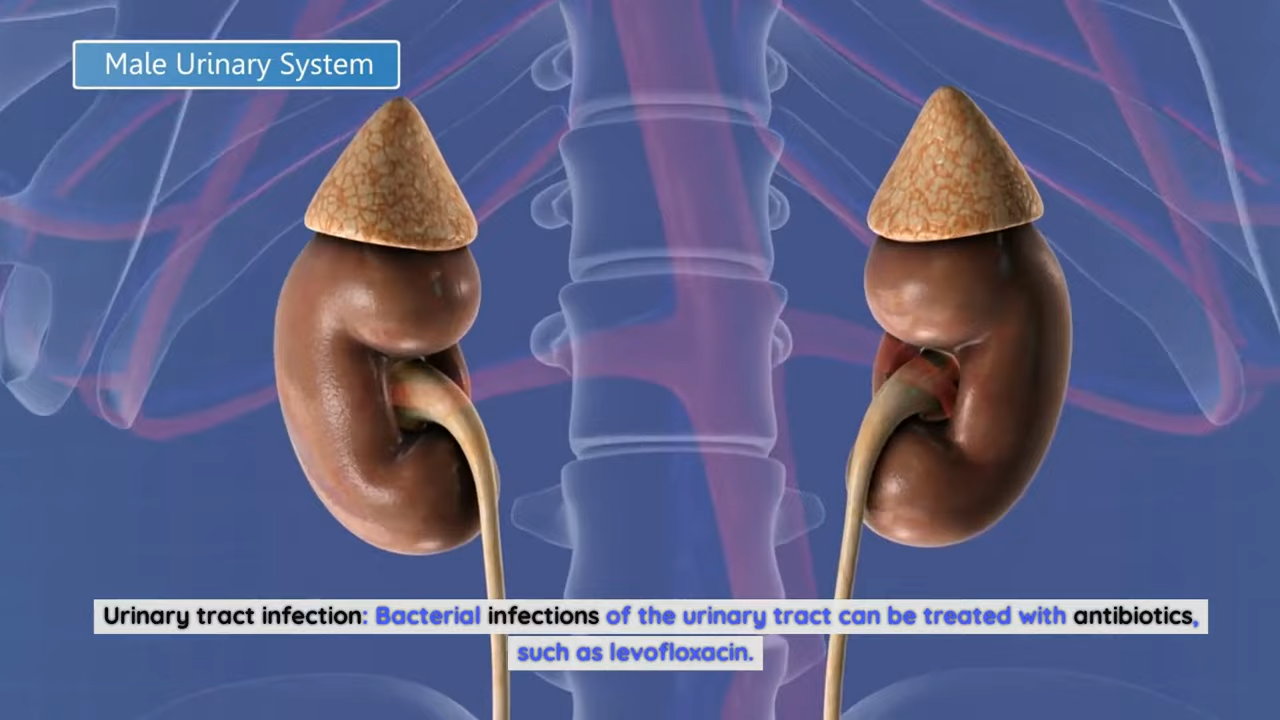 Male Urinary System
Urinary tract infection: Bacterial infections of the urinary tract can be treated with antibiotics,
such as levofloxacin.